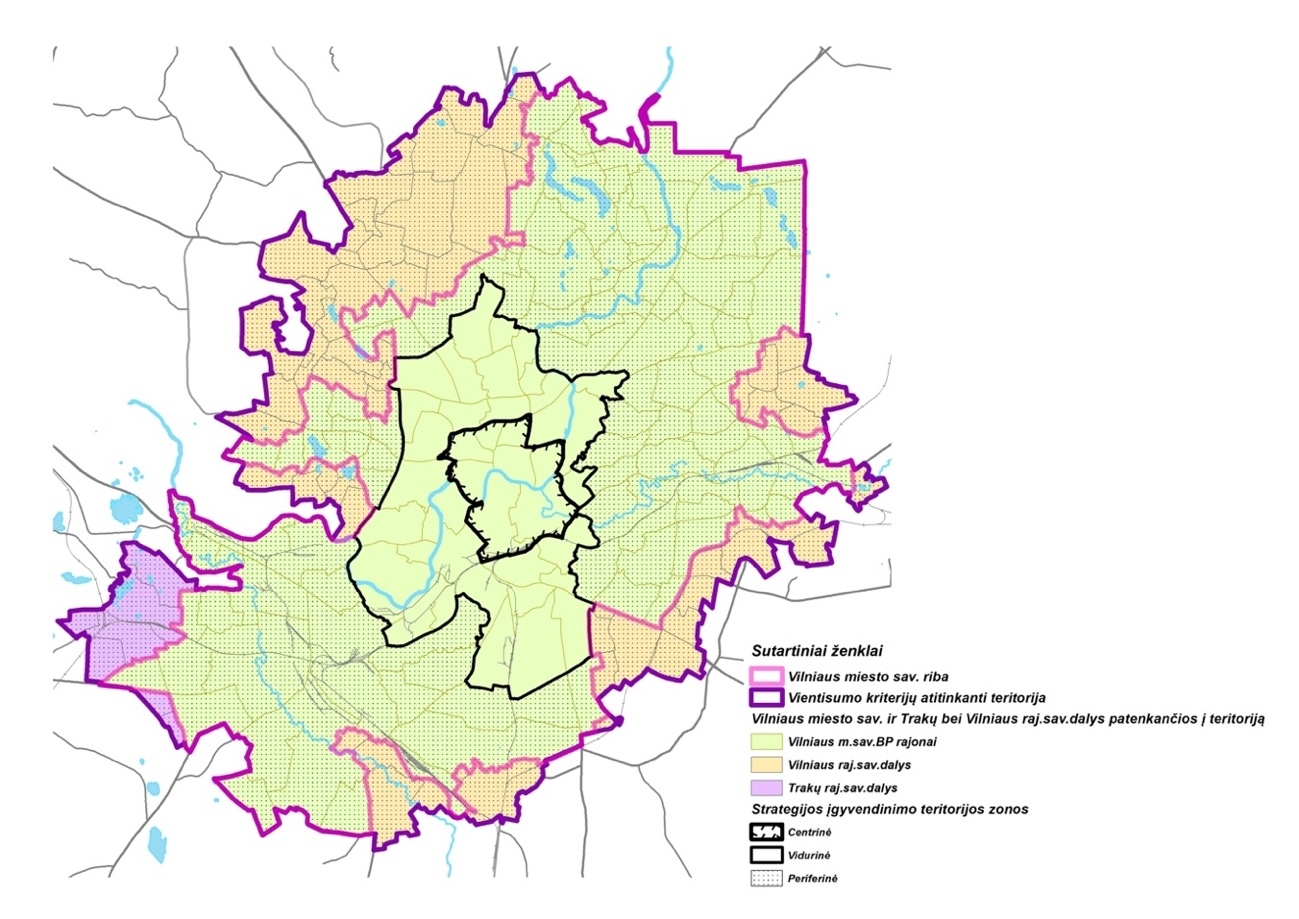 Sutartiniai ženklai
Vilniaus miesto sav. riba
Vientisumo kriterijų atitinkanti teritorija
Vilniaus miesto sav. ir Trakų bei Vilniaus raj.sav.dalys patenkančios į teritoriją
Vilniaus m.sav.BP rajonai
Vilniaus raj.sav.dalys
Trakų raj.sav.dalys
Strategijos įgyvendinimo teritorijos zonos
Centrinė
Vidurinė
Periferinė